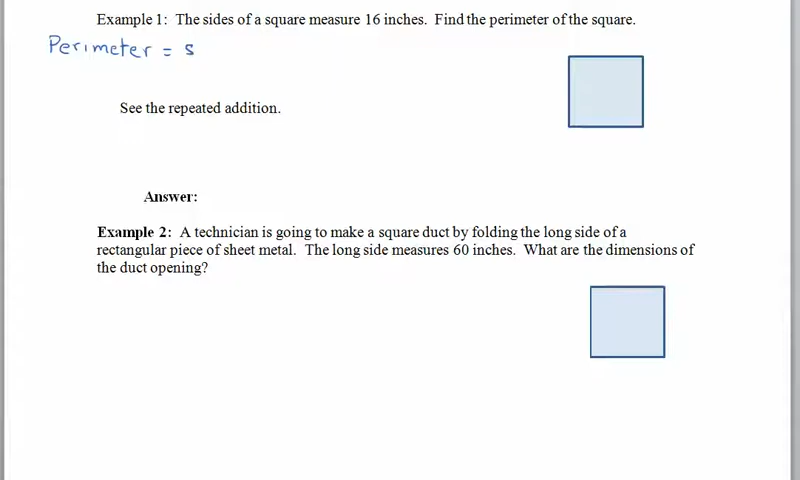 Example 1: The sides of a square measure 16 inches. Find the perimeter of the square.
Perimeter = s
See the repeated addition.
Answer:
Example 2: A technician is going to make a square duct by folding the long side of a
rectangular piece of sheet metal. The long side measures 60 inches. What are the dimensions of
the duct opening?